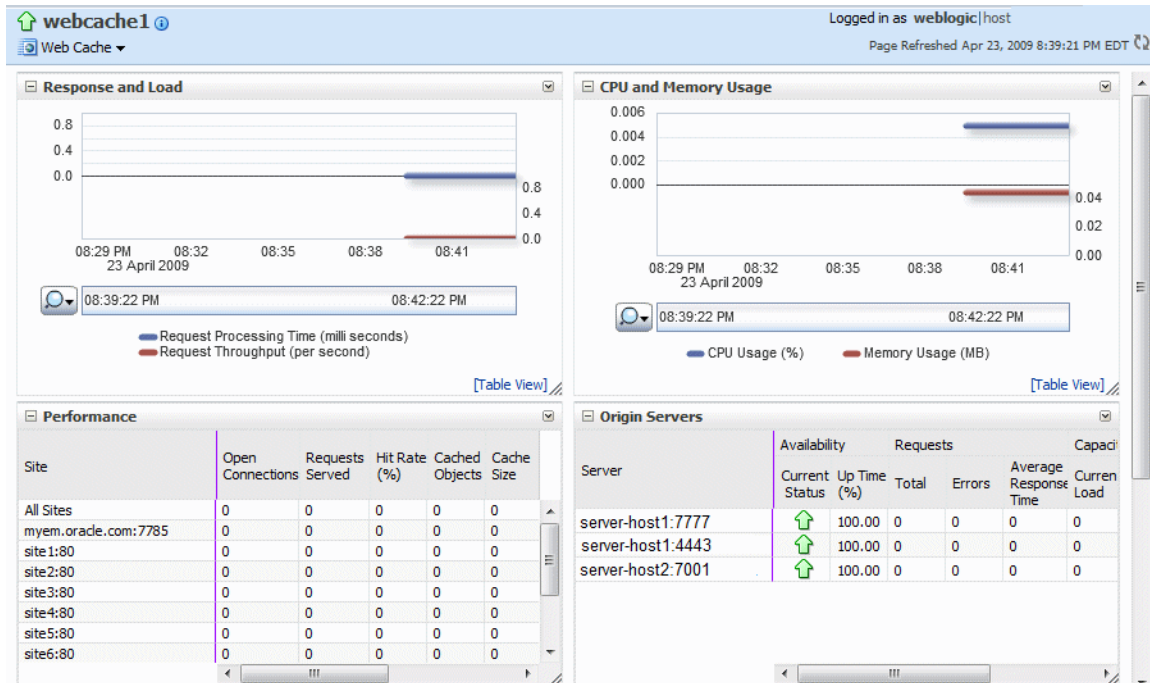 webcache1
Logged in as weblogic|host
Web Cache
Page Refreshed Apr 23, 2009 8:39:21 PM EDT
Response and Load
0.8
0.4
0.0
0.8
0.4
0.0
08:29 PM 08:32 08:35 08:38 08:41
23 April 2009
08:39:22 PM 08:42:22 PM
Request Processing Time (milli seconds)
Request Throughput (per second)
[Table View]
CPU and Memory Usage
0.006
0.004
0.002
0.000
0.04
0.02
0.00
08:29 PM 08:32 08:35 08:38 08:41
23 April 2009
08:39:22 PM 08:42:22 PM
CPU Usage (%) Memory Usage (MB)
[Table View]
Performance
Site Open Connections Requests Served Hit Rate (%) Cached Objects Cache Size
All Sites 0 0 0 0 0
myem.oracle.com:7785 0 0 0 0 0
site1:80 0 0 0 0 0
site2:80 0 0 0 0 0
site3:80 0 0 0 0 0
site4:80 0 0 0 0 0
site5:80 0 0 0 0 0
site6:80 0 0 0 0 0
Origin Servers
Availability Requests Capaci
Server Current Status Up Time (%) Total Errors Average Response Time Curren Load
server-host1:7777 100.00 0 0 0 0
server-host1:4443 100.00 0 0 0 0
server-host2:7001 100.00 0 0 0 0